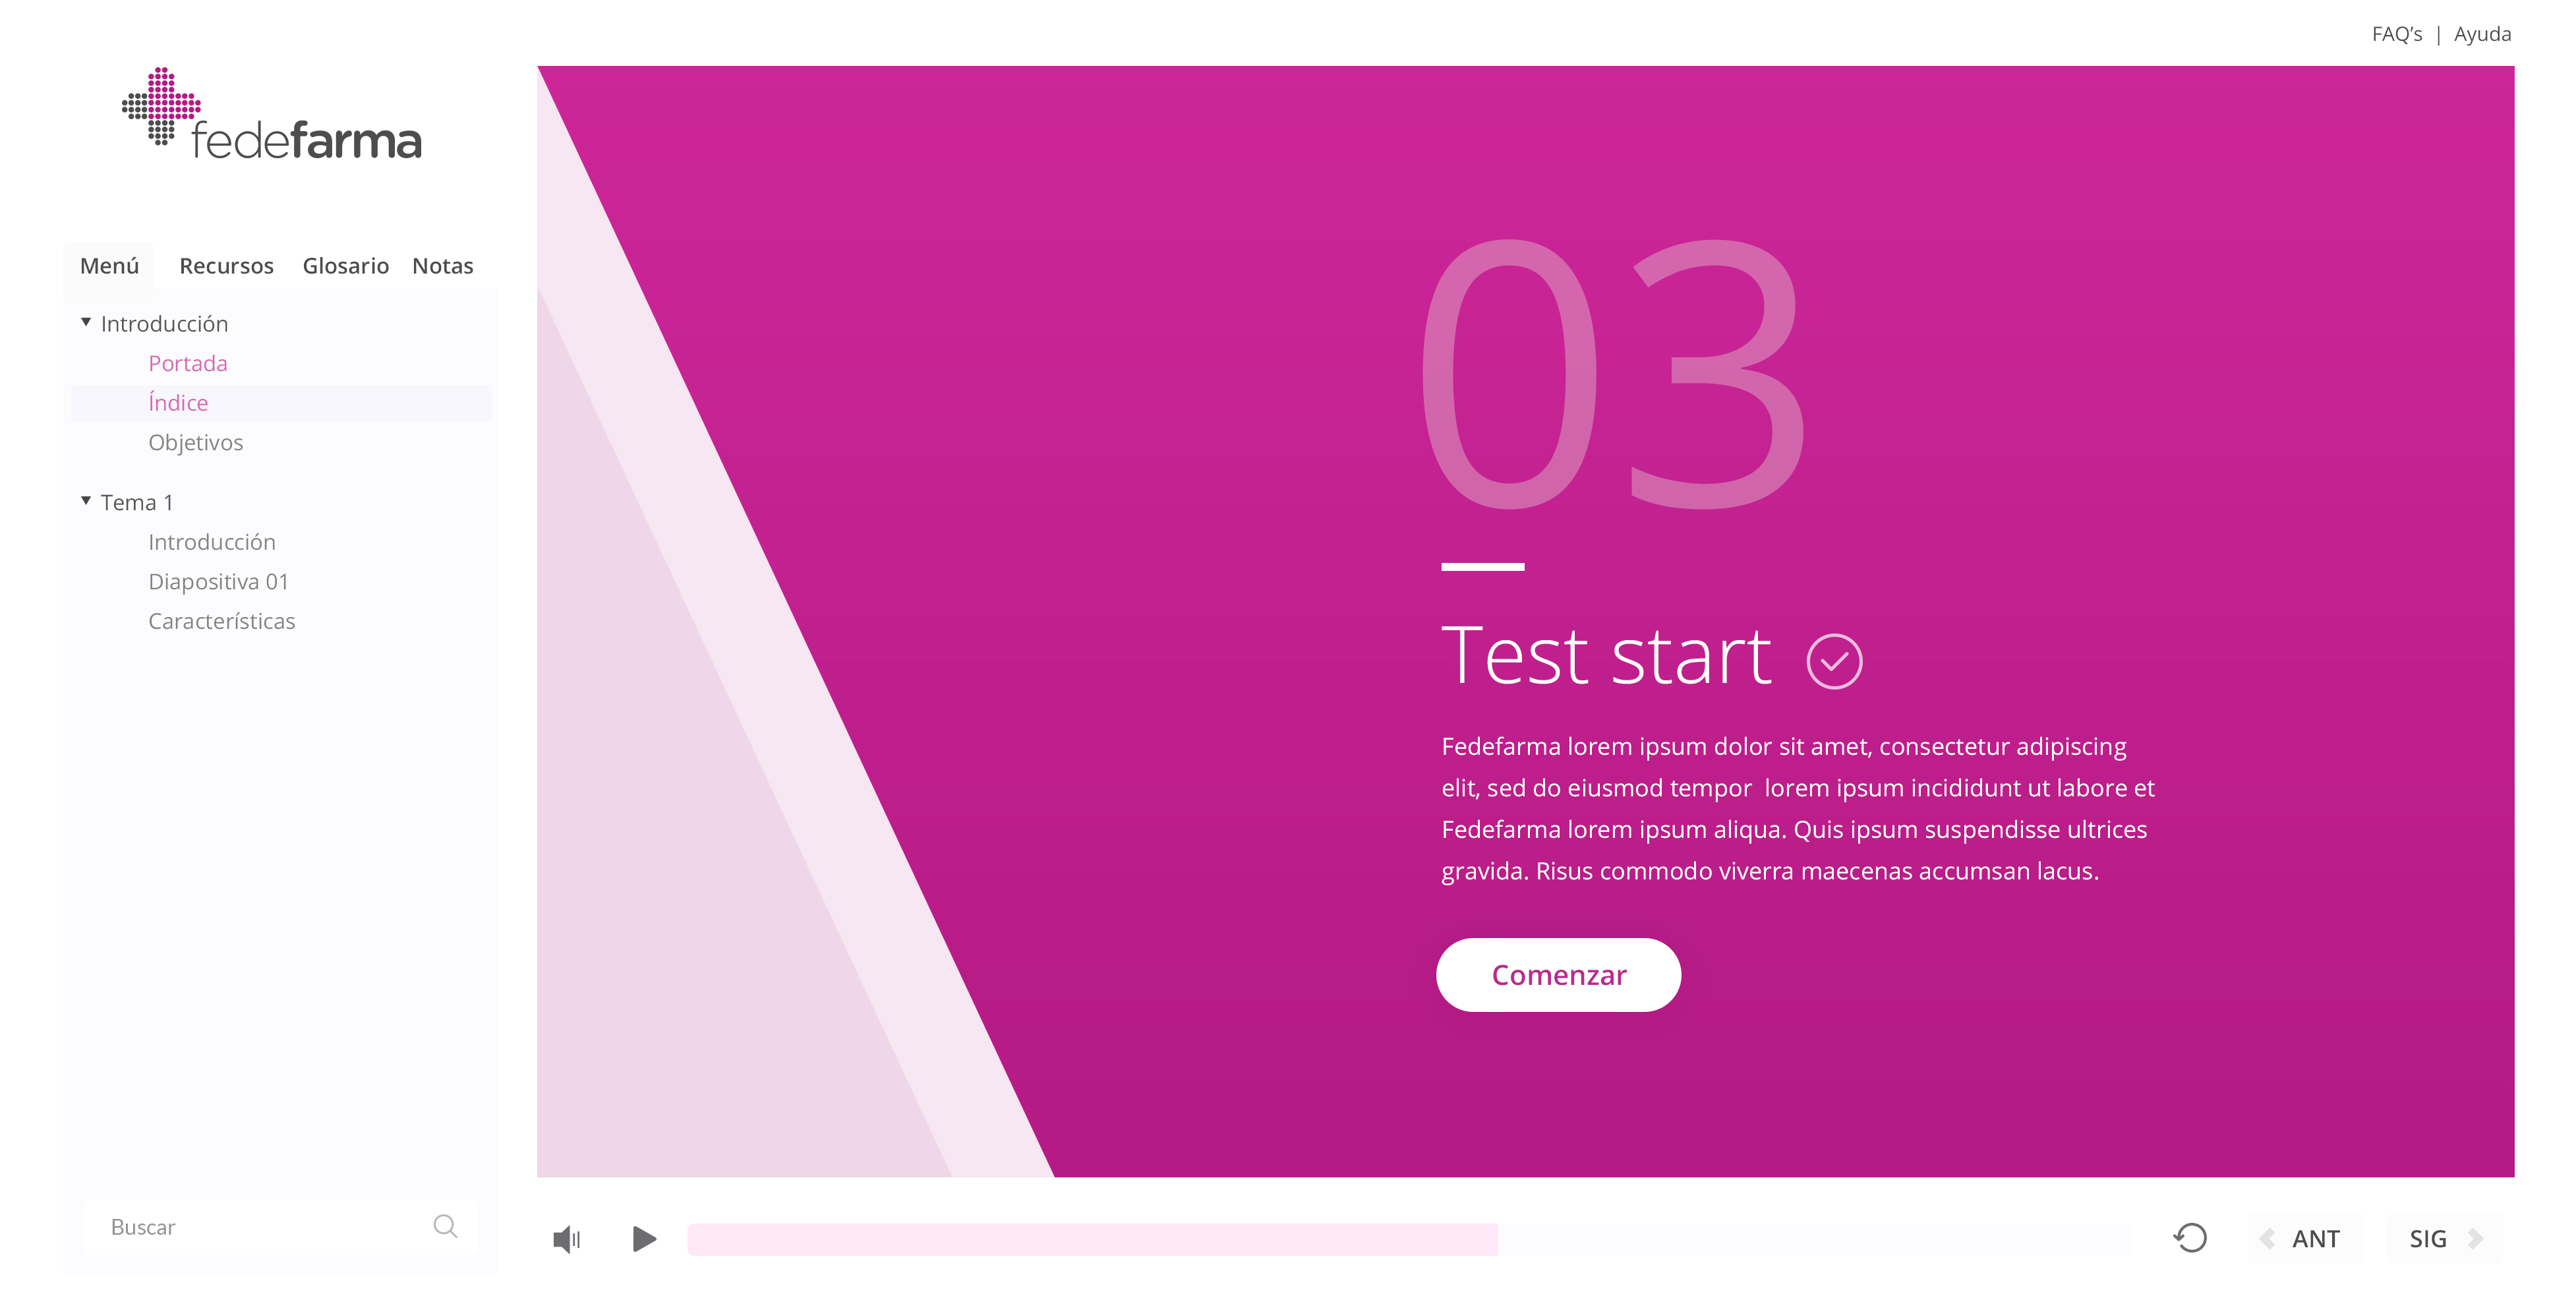 FAQ’s | Ayuda
fedefarma
Menú Recursos Glosario Notas
Introducción
Portada
Índice
Objetivos
Tema 1
Introducción
Diapositiva 01
Características
Buscar
03
Test start
Fedefarma lorem ipsum dolor sit amet, consectetur adipiscing
elit, sed do eiusmod tempor lorem ipsum incididunt ut labore et
Fedefarma lorem ipsum aliqua. Quis ipsum suspendisse ultrices
gravida. Risus commodo viverra maecenas accumsan lacus.
Comenzar
ANT SIG